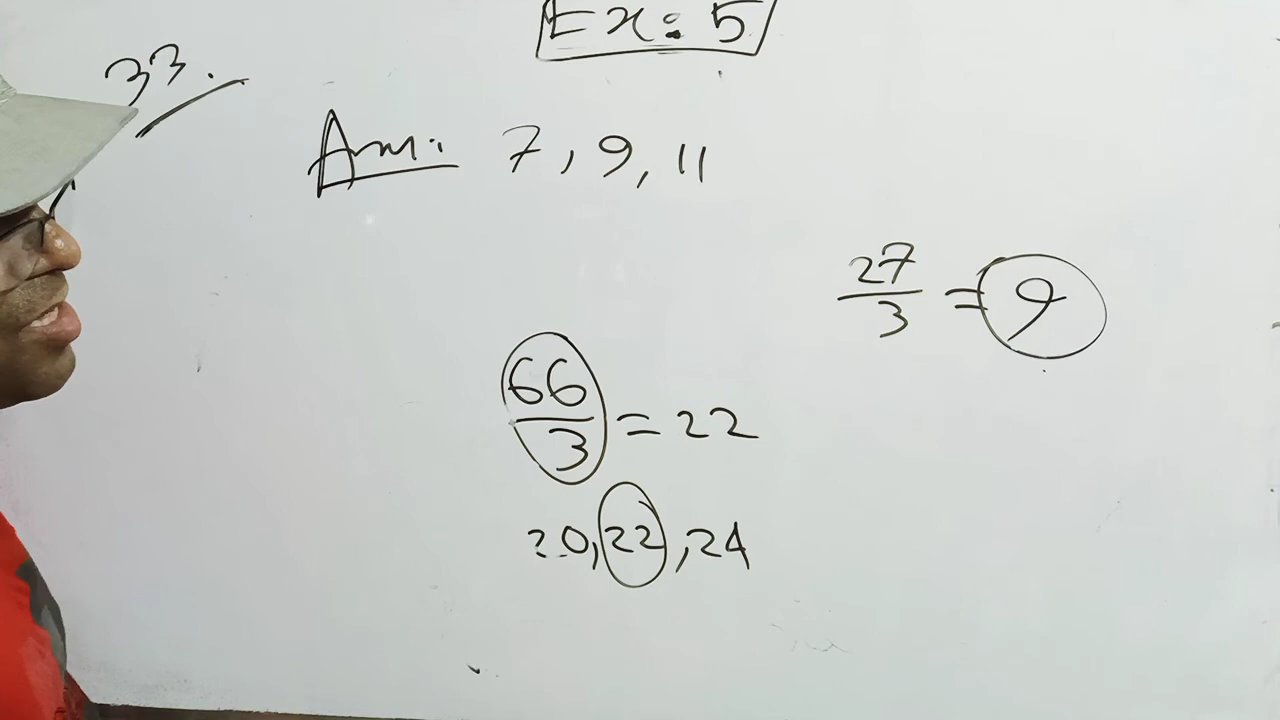 Ex: 5
33.
Ans: 7, 9, 11
27/3 = 9
66/3 = 22
20, 22, 24